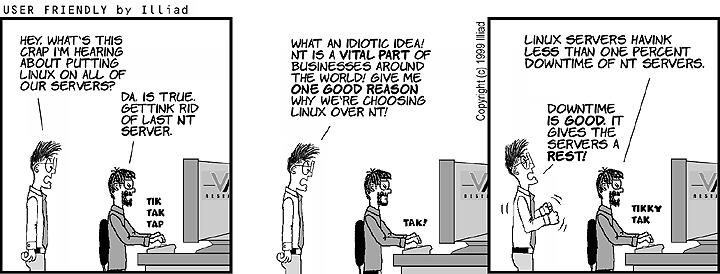 USER FRIENDLY by Illiad
HEY. WHAT'S THIS
CRAP I'M HEARING
ABOUT PUTTING
LINUX ON ALL OF
OUR SERVERS?
DA. IS TRUE.
GETTINK RID
OF LAST NT
SERVER.
TIK
TAK
TAP
WHAT AN IDIOTIC IDEA!
NT IS A VITAL PART OF
BUSINESSES AROUND
THE WORLD! GIVE ME
ONE GOOD REASON
WHY WE'RE CHOOSING
LINUX OVER NT!
TAK!
Copyright (c) 1999 Illiad
LINUX SERVERS HAVINK
LESS THAN ONE PERCENT
DOWNTIME OF NT SERVERS.
DOWNTIME
IS GOOD. IT
GIVES THE
SERVERS A
REST!
TIKKY
TAK